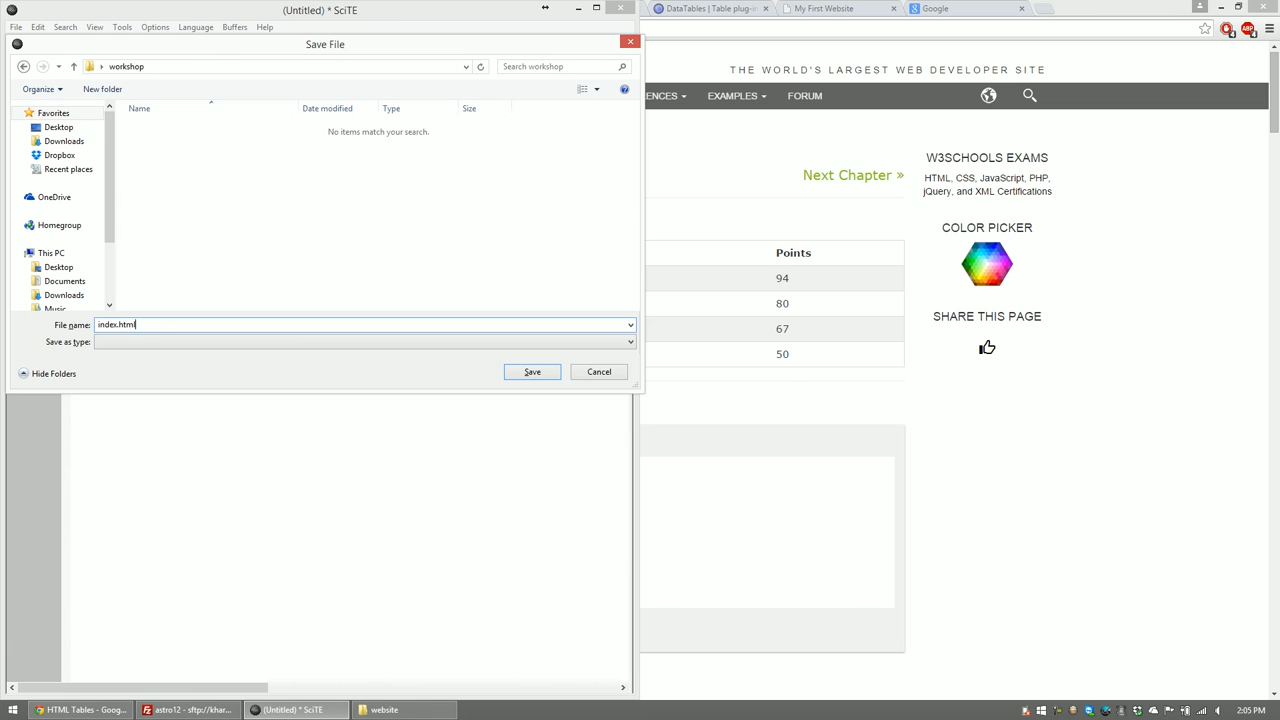 (Untitled) * SciTE
DataTables | Table plug-in
My First Website
Google
File Edit Search View Tools Options Language Buffers Help
Save File
workshop
Search workshop
THE WORLD'S LARGEST WEB DEVELOPER SITE
Organize
New folder
ENCES
EXAMPLES
FORUM
Name
Date modified
Type
Size
No items match your search.
Favorites
Desktop
Downloads
Dropbox
Recent places
OneDrive
Homegroup
This PC
Desktop
Documents
Downloads
Music
File name: index.html
Save as type:
Hide Folders
Save
Cancel
Next Chapter »
Points
94
80
67
50
W3SCHOOLS EXAMS
HTML, CSS, JavaScript, PHP,
jQuery, and XML Certifications
COLOR PICKER
SHARE THIS PAGE
HTML Tables - Goog...
astro12 - sftp://khar...
(Untitled) * SciTE
website
2:05 PM